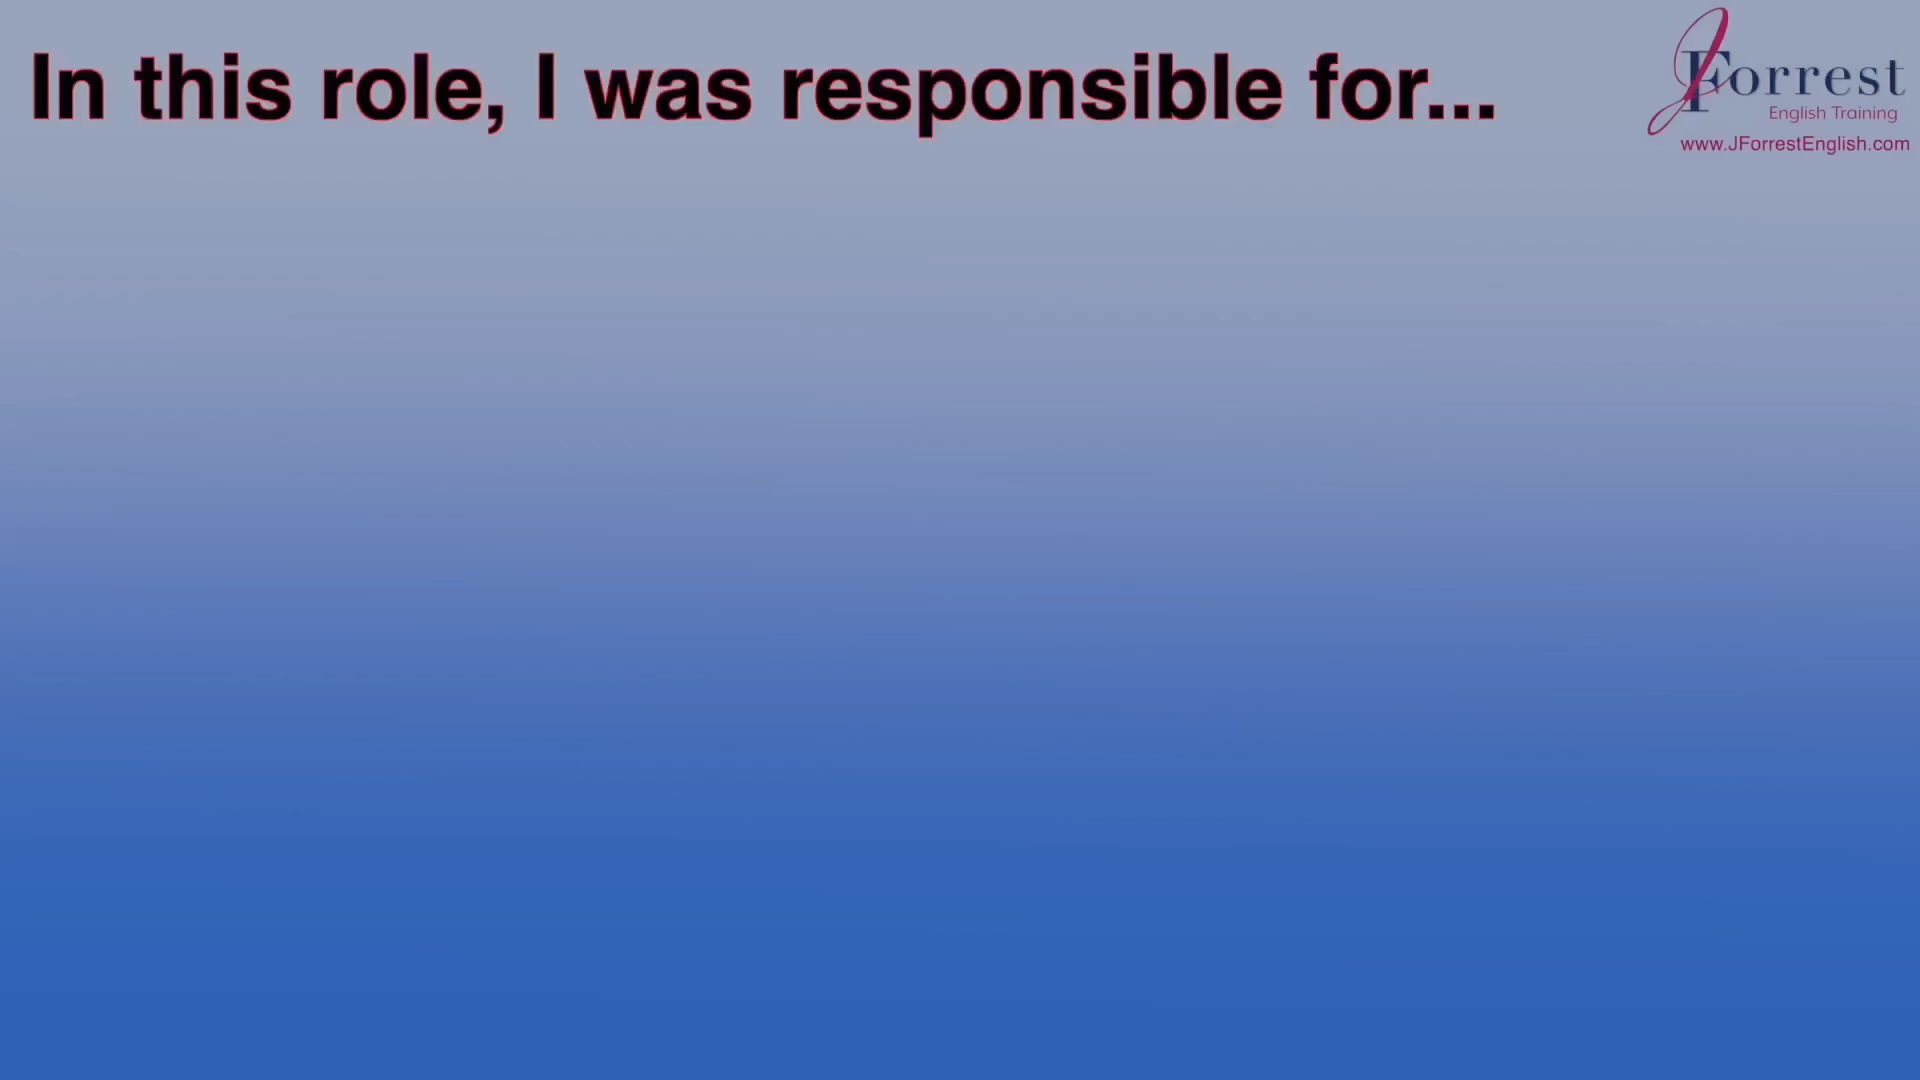 In this role, I was responsible for...
JForrest
English Training
www.JForrestEnglish.com